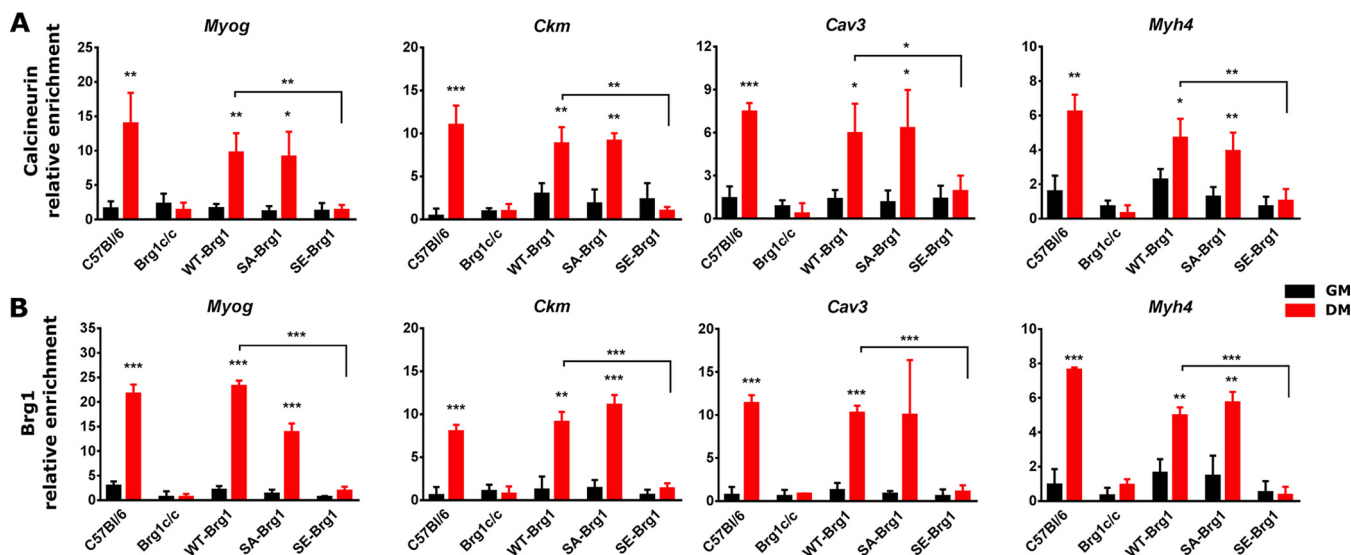 A
Calcineurin
relative enrichment
Myog
25
20
15
10
5
0
**
**
*
**
C57Bl/6
Brg1c/c
WT-Brg1
SA-Brg1
SE-Brg1
Ckm
20
15
10
5
0
***
**
**
**
C57Bl/6
Brg1c/c
WT-Brg1
SA-Brg1
SE-Brg1
Cav3
12
9
6
3
0
***
*
*
*
C57Bl/6
Brg1c/c
WT-Brg1
SA-Brg1
SE-Brg1
Myh4
10
8
6
4
2
0
**
*
**
**
C57Bl/6
Brg1c/c
WT-Brg1
SA-Brg1
SE-Brg1
GM
DM
B
Brg1
relative enrichment
Myog
35
30
25
20
15
10
5
0
***
***
***
***
C57Bl/6
Brg1c/c
WT-Brg1
SA-Brg1
SE-Brg1
Ckm
20
15
10
5
0
***
**
***
***
C57Bl/6
Brg1c/c
WT-Brg1
SA-Brg1
SE-Brg1
Cav3
20
15
10
5
0
***
***
***
C57Bl/6
Brg1c/c
WT-Brg1
SA-Brg1
SE-Brg1
Myh4
10
8
6
4
2
0
***
**
**
***
C57Bl/6
Brg1c/c
WT-Brg1
SA-Brg1
SE-Brg1